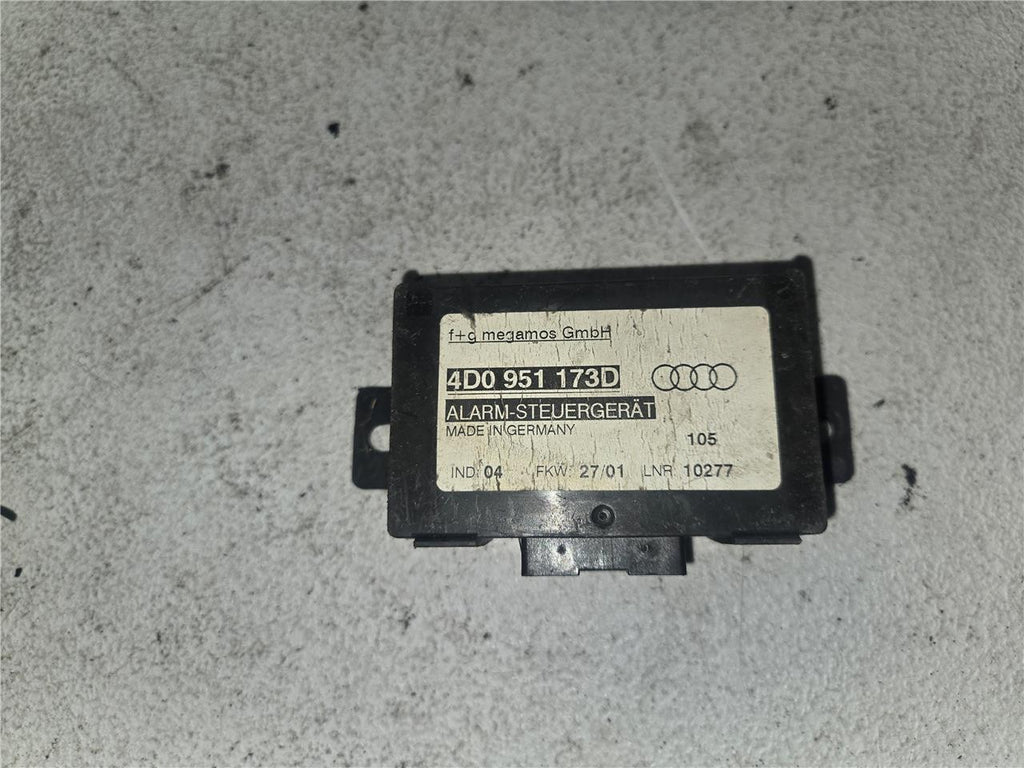 f+g megamos GmbH
4D0 951 173D
ALARM-STEUERGERÄT
MADE IN GERMANY
105
IND. 04 FKW. 27/01 LNR. 10277